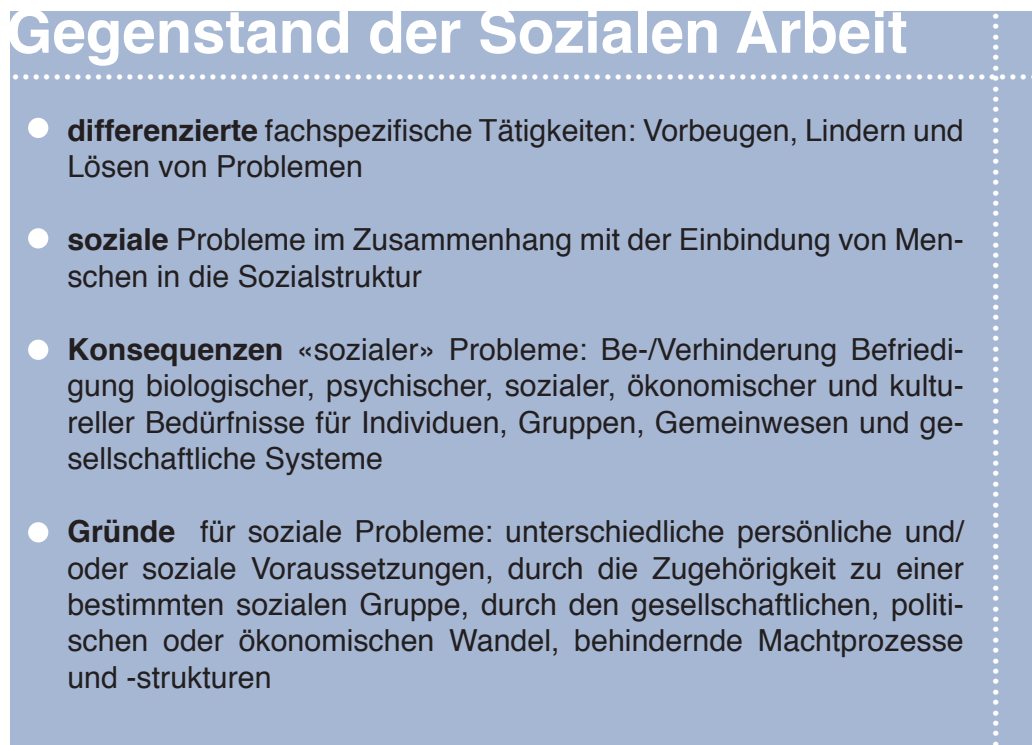 Gegenstand der Sozialen Arbeit
differenzierte fachspezifische Tätigkeiten: Vorbeugen, Lindern und
Lösen von Problemen
soziale Probleme im Zusammenhang mit der Einbindung von Men-
schen in die Sozialstruktur
Konsequenzen «sozialer» Probleme: Be-/Verhinderung Befriedi-
gung biologischer, psychischer, sozialer, ökonomischer und kultu-
reller Bedürfnisse für Individuen, Gruppen, Gemeinwesen und ge-
sellschaftliche Systeme
Gründe für soziale Probleme: unterschiedliche persönliche und/
oder soziale Voraussetzungen, durch die Zugehörigkeit zu einer
bestimmten sozialen Gruppe, durch den gesellschaftlichen, politi-
schen oder ökonomischen Wandel, behindernde Machtprozesse
und -strukturen